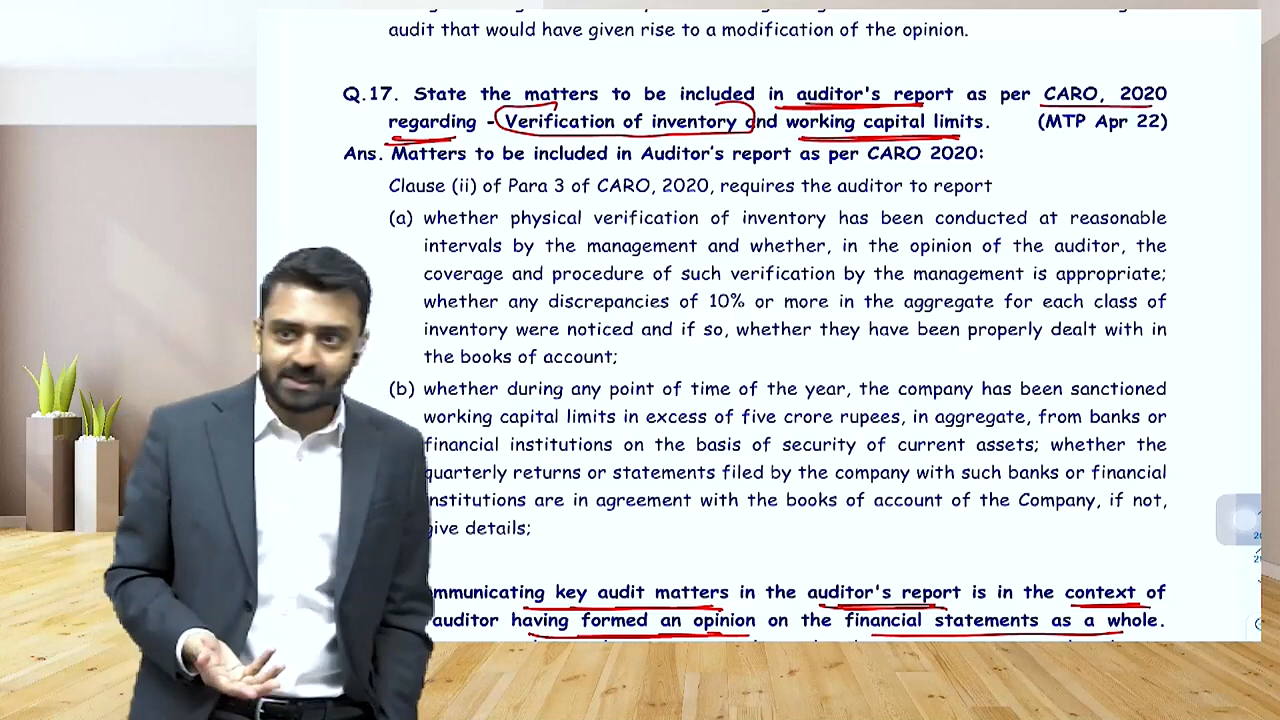 audit that would have given rise to a modification of the opinion.
Q.17. State the matters to be included in auditor's report as per CARO, 2020
regarding - Verification of inventory and working capital limits. (MTP Apr 22)
Ans. Matters to be included in Auditor's report as per CARO 2020:
Clause (ii) of Para 3 of CARO, 2020, requires the auditor to report
(a) whether physical verification of inventory has been conducted at reasonable
intervals by the management and whether, in the opinion of the auditor, the
coverage and procedure of such verification by the management is appropriate;
whether any discrepancies of 10% or more in the aggregate for each class of
inventory were noticed and if so, whether they have been properly dealt with in
the books of account;
(b) whether during any point of time of the year, the company has been sanctioned
working capital limits in excess of five crore rupees, in aggregate, from banks or
financial institutions on the basis of security of current assets; whether the
quarterly returns or statements filed by the company with such banks or financial
nstitutions are in agreement with the books of account of the Company, if not,
give details;
mmunicating key audit matters in the auditor's report is in the context of
auditor having formed an opinion on the financial statements as a whole.